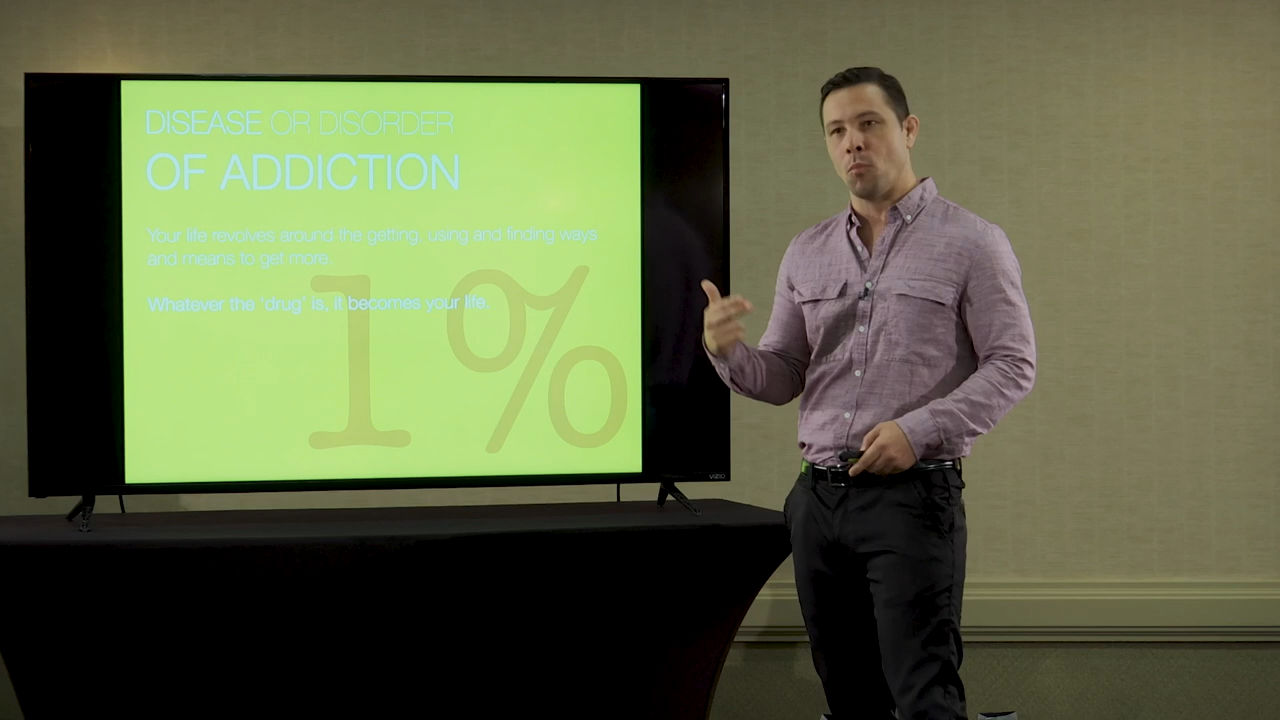 DISEASE OR DISORDER
OF ADDICTION
Your life revolves around the getting, using and finding ways
and means to get more.
Whatever the 'drug' is, it becomes your life.
1%
VIZIO